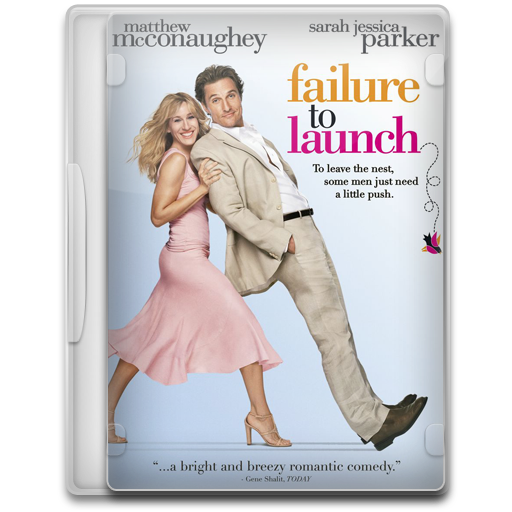 matthew sarah jessica
mcconaughey parker
failure
to
launch
To leave the nest,
some men just need
a little push.
“...a bright and breezy romantic comedy.”
- Gene Shalit, TODAY